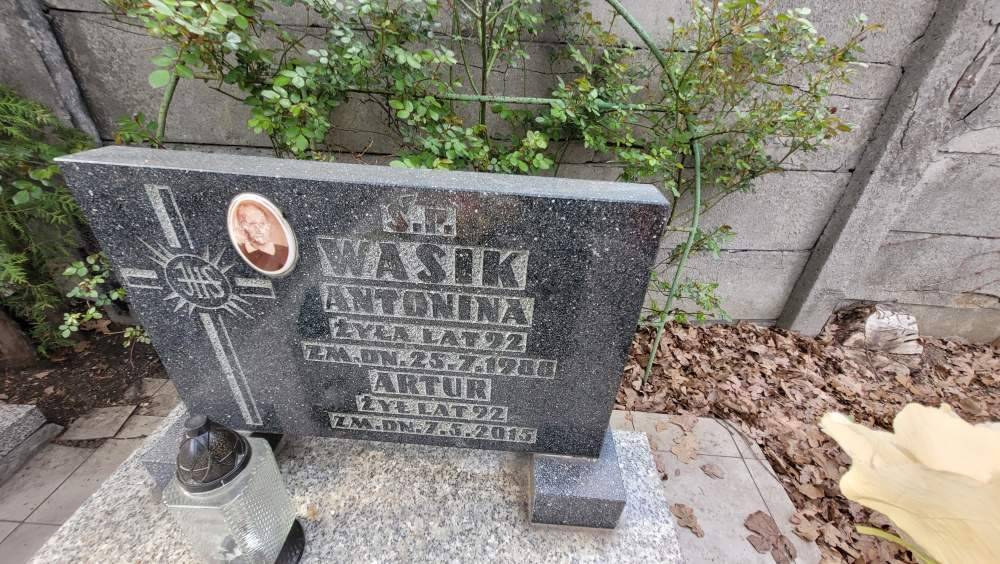 JHS
Ś.P.
WASIK
ANTONINA
ŻYŁA LAT 92
ZM. DN. 25.7.1988
ARTUR
ŻYŁ LAT 92
ZM. DN. 7.5.2015